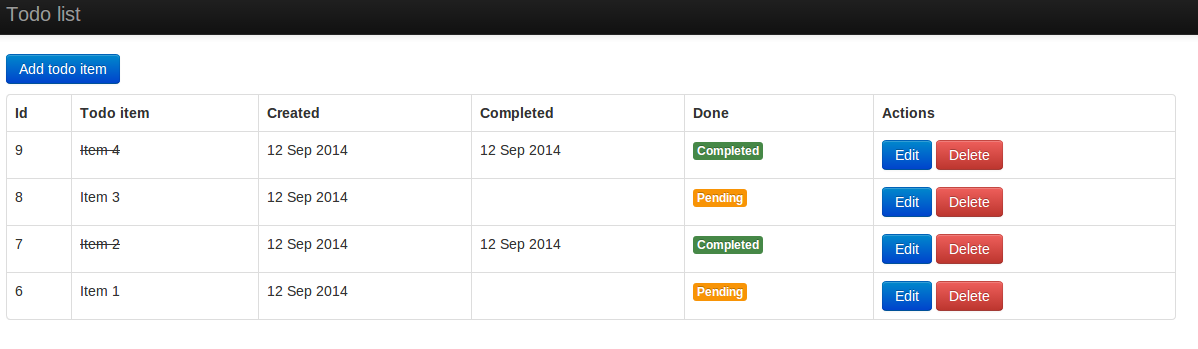 Todo list
Add todo item
Id Todo item Created Completed Done Actions
9 Item 4 12 Sep 2014 12 Sep 2014 Completed Edit Delete
8 Item 3 12 Sep 2014 Pending Edit Delete
7 Item 2 12 Sep 2014 12 Sep 2014 Completed Edit Delete
6 Item 1 12 Sep 2014 Pending Edit Delete